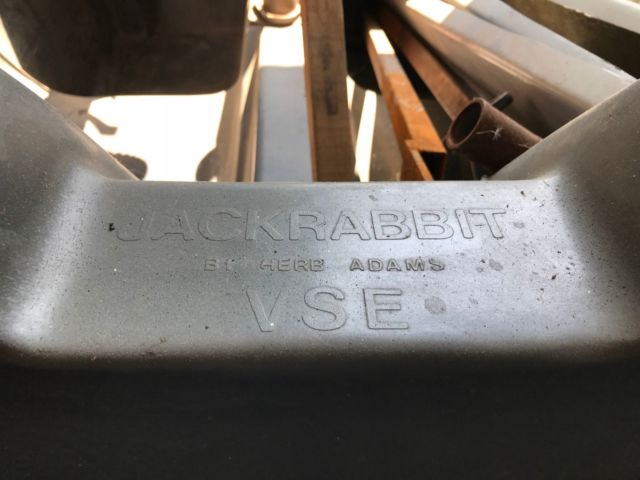 JACKRABBIT
BY HERB ADAMS
VSE